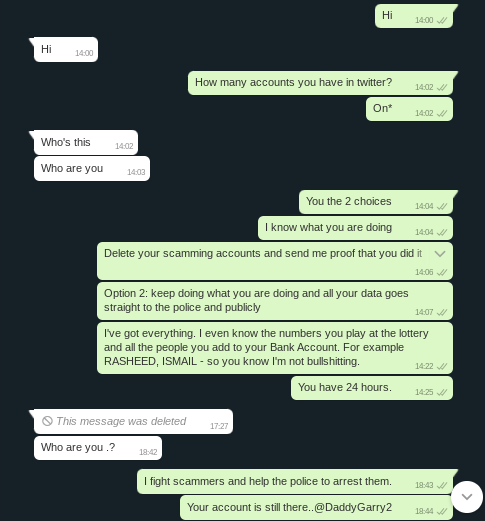 Hi
14:00
Hi
14:00
How many accounts you have in twitter?
14:02
On*
14:02
Who's this
14:02
Who are you
14:03
You the 2 choices
14:04
I know what you are doing
14:04
Delete your scamming accounts and send me proof that you did it
14:06
Option 2: keep doing what you are doing and all your data goes
straight to the police and publicly
14:07
I've got everything. I even know the numbers you play at the lottery
and all the people you add to your Bank Account. For example
RASHEED, ISMAIL - so you know I'm not bullshitting.
14:22
You have 24 hours.
14:25
This message was deleted
17:27
Who are you .?
18:42
I fight scammers and help the police to arrest them.
18:43
Your account is still there..@DaddyGarry2
18:44